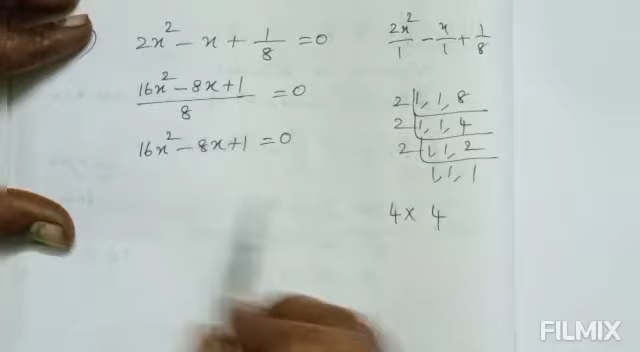 2x² - x + 1/8 = 0
(16x² - 8x + 1)/8 = 0
16x² - 8x + 1 = 0
2x²/1 - x/1 + 1/8
2 | 1, 1, 8
2 | 1, 1, 4
2 | 1, 1, 2
1, 1, 1
4 × 4
FILMIX